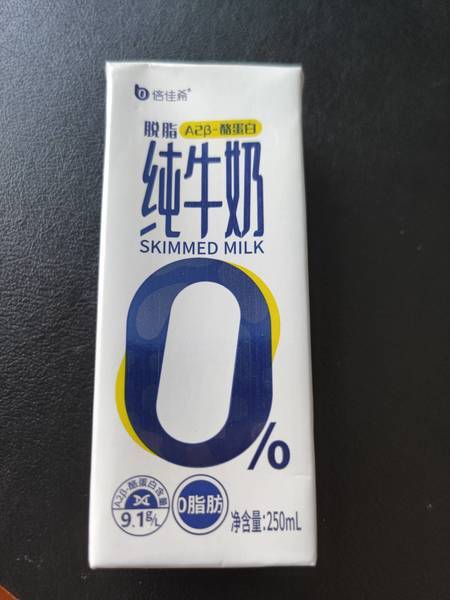 倍佳希+
脱脂 A2β-酪蛋白
纯牛奶
SKIMMED MILK
0%
A2β-酪蛋白含量
9.1g/L
0脂肪
净含量:250mL